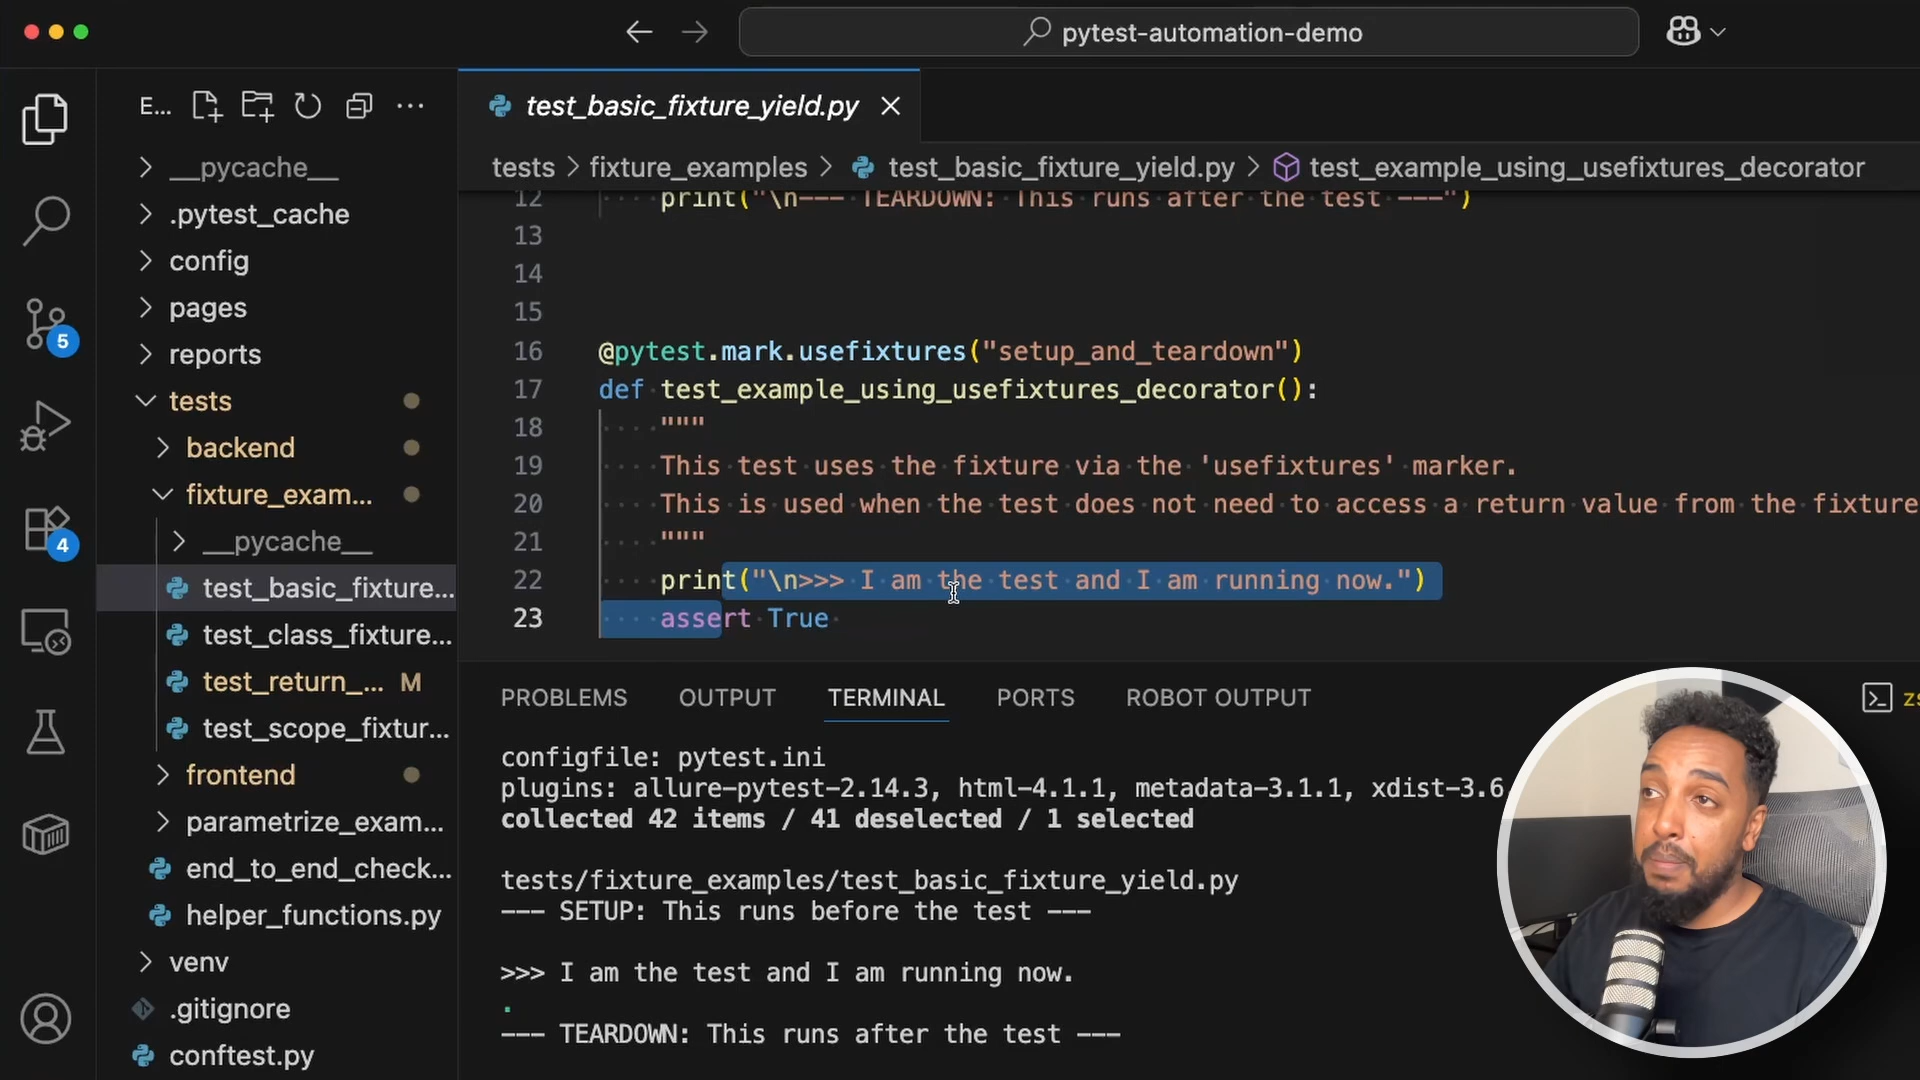 pytest-automation-demo
E...
__pycache__
.pytest_cache
config
pages
reports
tests
backend
fixture_exam...
__pycache__
test_basic_fixture...
test_class_fixture...
test_return_... M
test_scope_fixtur...
frontend
parametrize_exam...
end_to_end_check...
helper_functions.py
venv
.gitignore
conftest.py
5
4
test_basic_fixture_yield.py
tests > fixture_examples > test_basic_fixture_yield.py > test_example_using_usefixtures_decorator
12 print("\n--- TEARDOWN: This runs after the test ---")
13
14
15
16 @pytest.mark.usefixtures("setup_and_teardown")
17 def test_example_using_usefixtures_decorator():
18 """
19 This test uses the fixture via the 'usefixtures' marker.
20 This is used when the test does not need to access a return value from the fixture
21 """
22 print("\n>>> I am the test and I am running now.")
23 assert True
PROBLEMS OUTPUT TERMINAL PORTS ROBOT OUTPUT
configfile: pytest.ini
plugins: allure-pytest-2.14.3, html-4.1.1, metadata-3.1.1, xdist-3.6
collected 42 items / 41 deselected / 1 selected
tests/fixture_examples/test_basic_fixture_yield.py
--- SETUP: This runs before the test ---
>>> I am the test and I am running now.
.
--- TEARDOWN: This runs after the test ---